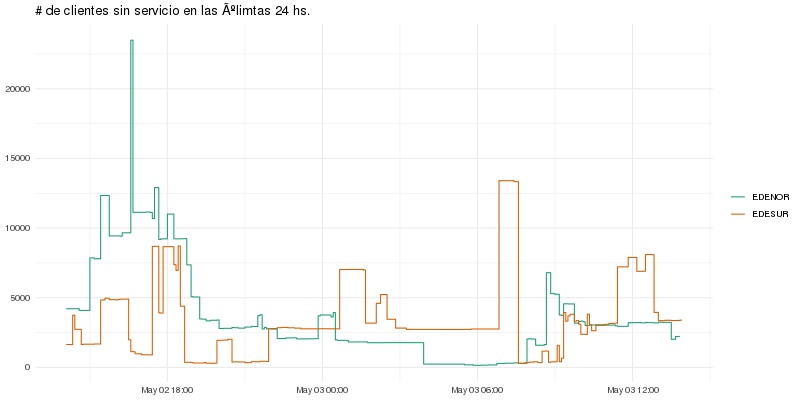 # de clientes sin servicio en las Ãºlimtas 24 hs.
20000
15000
10000
5000
0
May 02 18:00
May 03 00:00
May 03 06:00
May 03 12:00
EDENOR
EDESUR